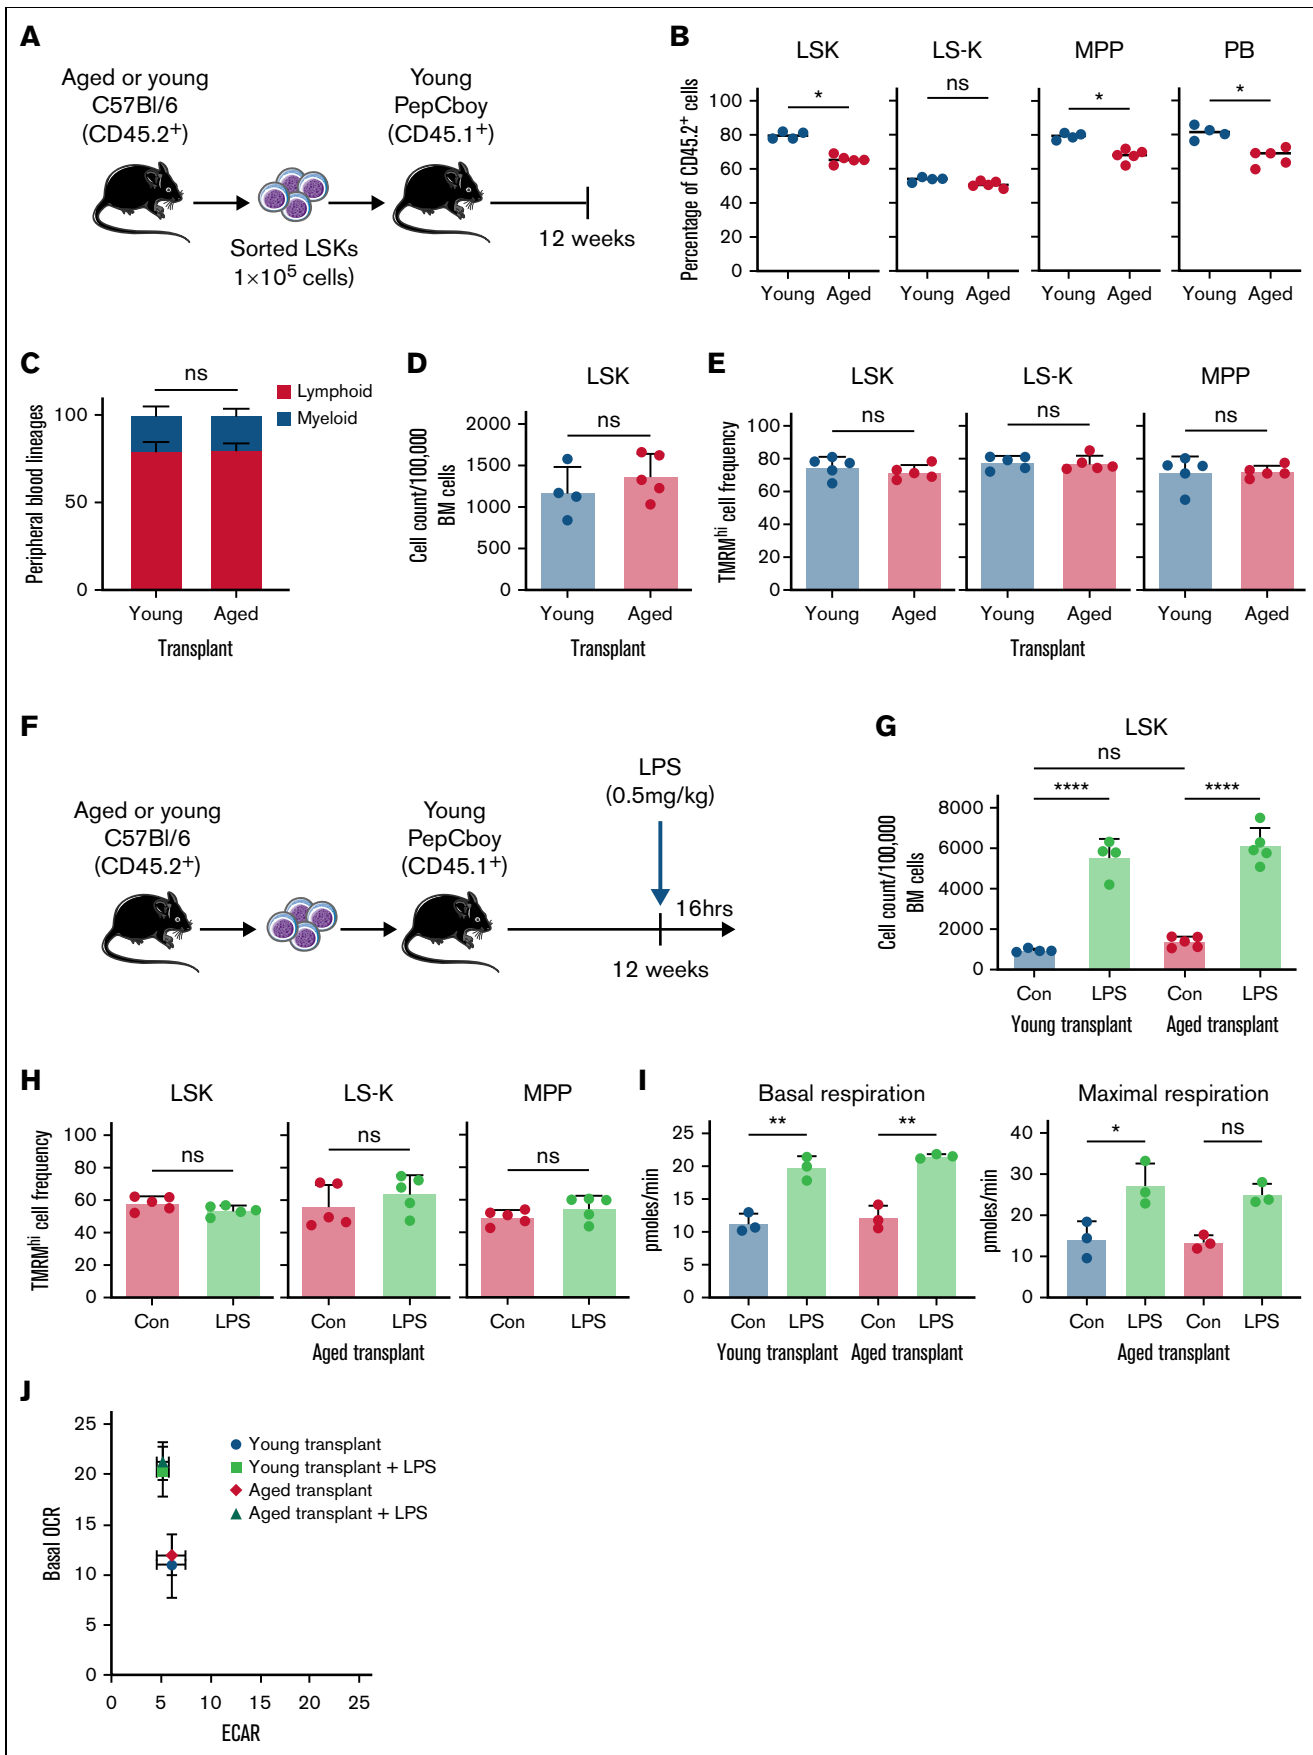 A
Aged or young
C57Bl/6
(CD45.2+)
Young
PepCboy
(CD45.1+)
Sorted LSKs
1×10⁵ cells)
12 weeks
B
LSK
LS-K
MPP
PB
Percentage of CD45.2+ cells
100
80
60
40
20
0
*
ns
*
*
Young Aged
Young Aged
Young Aged
Young Aged
C
ns
Lymphoid
Myeloid
Peripheral blood lineages
100
50
0
Young Aged
Transplant
D
LSK
ns
Cell count/100,000
BM cells
2000
1500
1000
500
0
Young Aged
Transplant
E
LSK
LS-K
MPP
TMRMhi cell frequency
100
80
60
40
20
0
ns
ns
ns
Young Aged
Young Aged
Young Aged
Transplant
F
Aged or young
C57Bl/6
(CD45.2+)
Young
PepCboy
(CD45.1+)
LPS
(0.5mg/kg)
16hrs
12 weeks
G
LSK
ns
****
****
Cell count/100,000
BM cells
8000
6000
4000
2000
0
Con LPS Con LPS
Young transplant Aged transplant
H
LSK
LS-K
MPP
TMRMhi cell frequency
100
80
60
40
20
0
ns
ns
ns
Con LPS
Con LPS
Con LPS
Aged transplant
I
Basal respiration
pmoles/min
25
20
15
10
5
0
**
**
Con LPS Con LPS
Young transplant Aged transplant
Maximal respiration
pmoles/min
40
30
20
10
0
*
ns
Con LPS Con LPS
Aged transplant
J
Basal OCR
25
20
15
10
5
0
Young transplant
Young transplant + LPS
Aged transplant
Aged transplant + LPS
0 5 10 15 20 25
ECAR